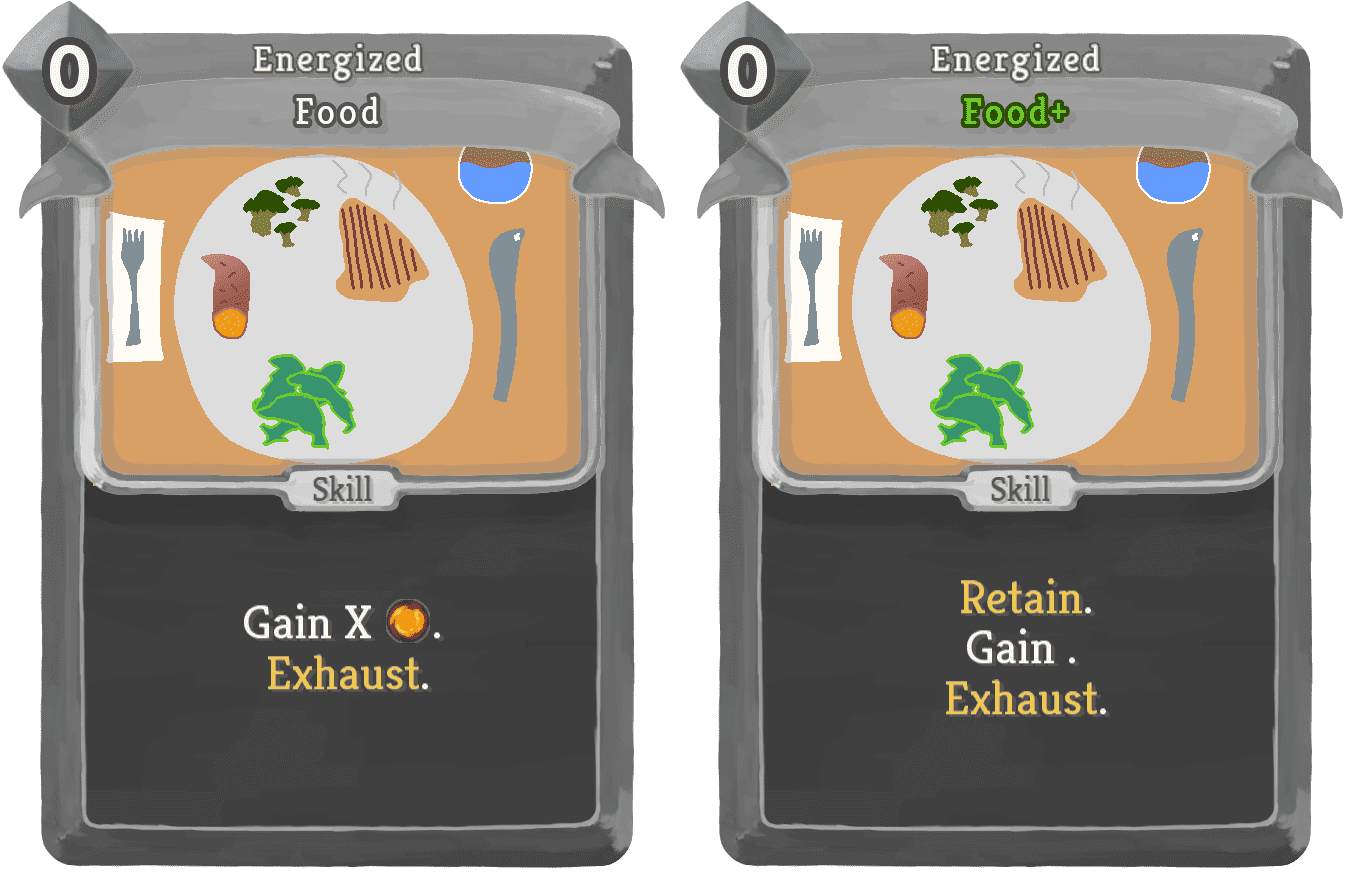 0
Energized
Food
Skill
Gain X .
Exhaust.
0
Energized
Food+
Skill
Retain.
Gain .
Exhaust.